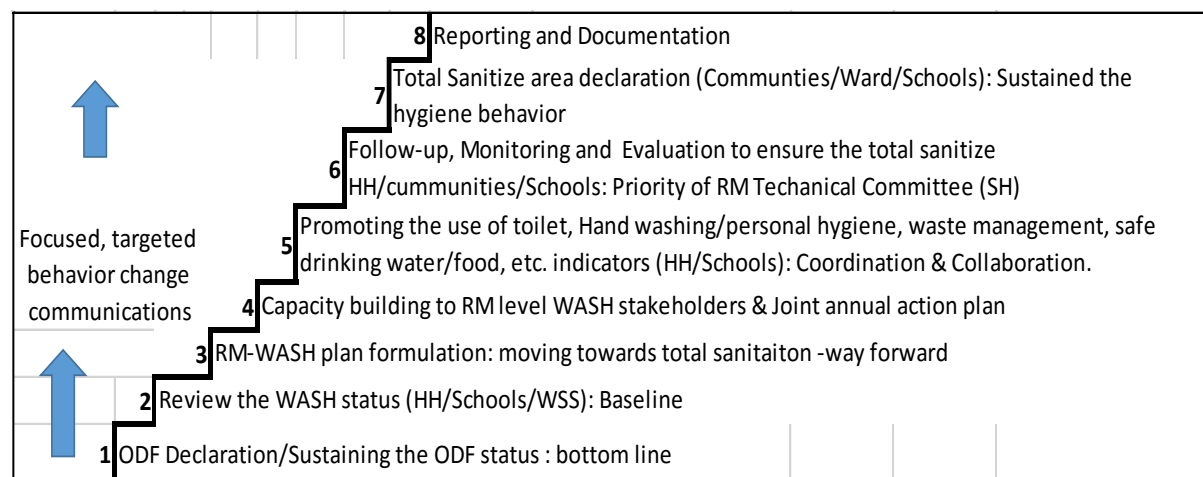 8 Reporting and Documentation
7 Total Sanitize area declaration (Communties/Ward/Schools): Sustained the
hygiene behavior
6 Follow-up, Monitoring and Evaluation to ensure the total sanitize
HH/cummunities/Schools: Priority of RM Techanical Committee (SH)
5 Promoting the use of toilet, Hand washing/personal hygiene, waste management, safe
drinking water/food, etc. indicators (HH/Schools): Coordination & Collaboration.
4 Capacity building to RM level WASH stakeholders & Joint annual action plan
3 RM-WASH plan formulation: moving towards total sanitaiton -way forward
2 Review the WASH status (HH/Schools/WSS): Baseline
1 ODF Declaration/Sustaining the ODF status : bottom line
Focused, targeted
behavior change
communications